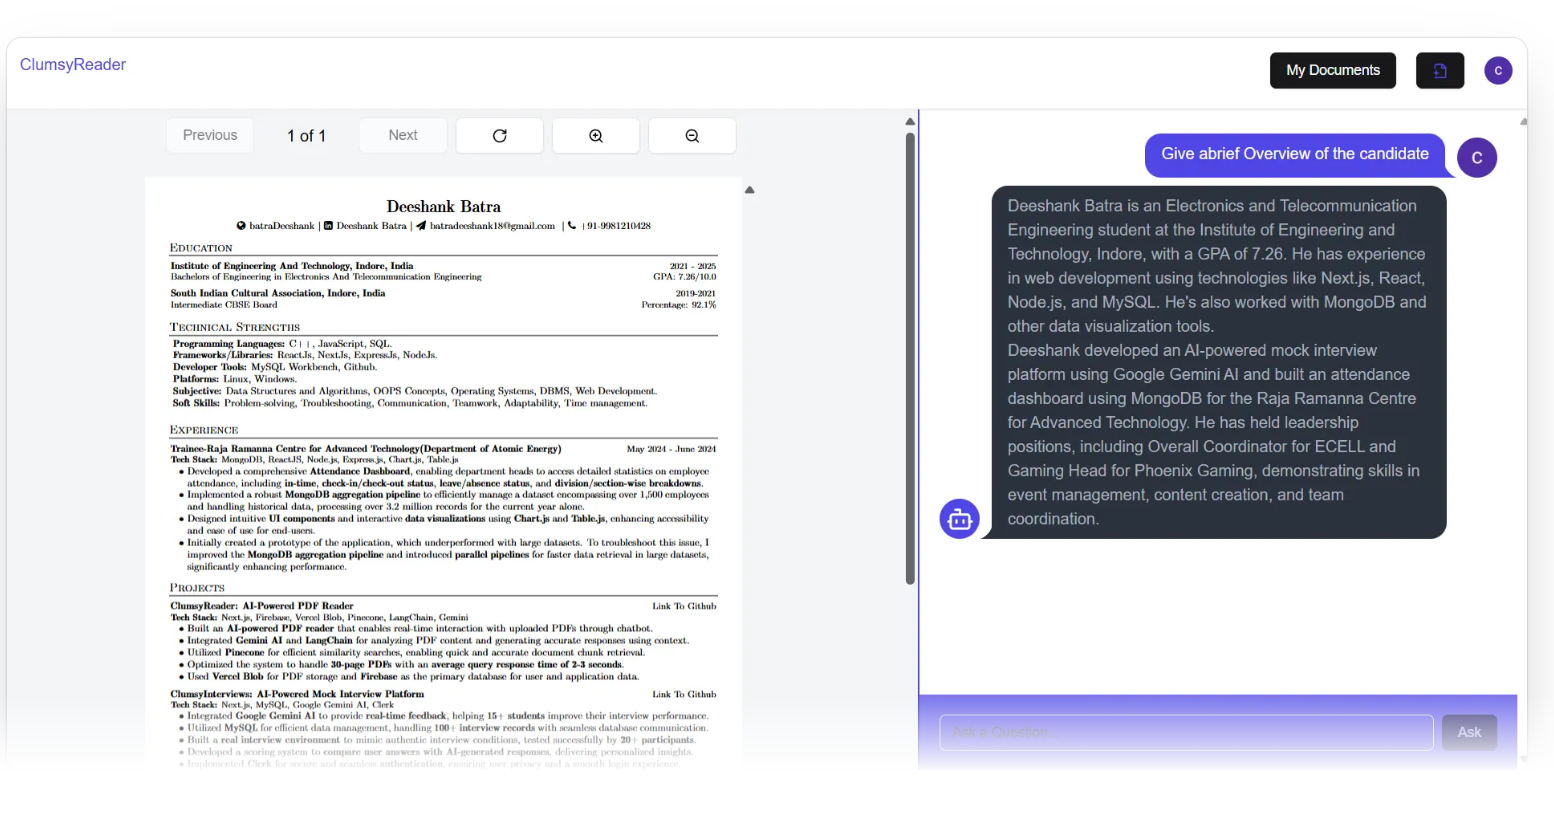 ClumsyReader
My Documents
C
Previous
1 of 1
Next
Deeshank Batra
batraDeeshank | Deeshank Batra | batradeeshank18@gmail.com | +91-9981210428
Education
Institute of Engineering And Technology, Indore, India 2021 - 2025
Bachelors of Engineering in Electronics And Telecommunication Engineering GPA: 7.26/10.0
South Indian Cultural Association, Indore, India 2019-2021
Intermediate CBSE Board Percentage: 92.1%
Technical Strengths
Programming Languages: C++, JavaScript, SQL.
Frameworks/Libraries: ReactJs, NextJs, ExpressJs, NodeJs.
Developer Tools: MySQL Workbench, Github.
Platforms: Linux, Windows.
Subjective: Data Structures and Algorithms, OOPS Concepts, Operating Systems, DBMS, Web Development.
Soft Skills: Problem-solving, Troubleshooting, Communication, Teamwork, Adaptability, Time management.
Experience
Trainee-Raja Ramanna Centre for Advanced Technology(Department of Atomic Energy) May 2024 - June 2024
Tech Stack: MongoDB, ReactJS, Node.js, Express.js, Chart.js, Table.js
• Developed a comprehensive Attendance Dashboard, enabling department heads to access detailed statistics on employee
attendance, including in-time, check-in/check-out status, leave/absence status, and division/section-wise breakdowns.
• Implemented a robust MongoDB aggregation pipeline to efficiently manage a dataset encompassing over 1,500 employees
and handling historical data, processing over 3.2 million records for the current year alone.
• Designed intuitive UI components and interactive data visualizations using Chart.js and Table.js, enhancing accessibility
and ease of use for end-users.
• Initially created a prototype of the application, which underperformed with large datasets. To troubleshoot this issue, I
improved the MongoDB aggregation pipeline and introduced parallel pipelines for faster data retrieval in large datasets,
significantly enhancing performance.
Projects
ClumsyReader: AI-Powered PDF Reader Link To Github
Tech Stack: Next.js, Firebase, Vercel Blob, Pinecone, LangChain, Gemini
• Built an AI-powered PDF reader that enables real-time interaction with uploaded PDFs through chatbot.
• Integrated Gemini AI and LangChain for analyzing PDF content and generating accurate responses using context.
• Utilized Pinecone for efficient similarity searches, enabling quick and accurate document chunk retrieval.
• Optimized the system to handle 30-page PDFs with an average query response time of 2-3 seconds.
• Used Vercel Blob for PDF storage and Firebase as the primary database for user and application data.
ClumsyInterviews: AI-Powered Mock Interview Platform Link To Github
Tech Stack: Next.js, MySQL, Google Gemini AI, Clerk
• Integrated Google Gemini AI to provide real-time feedback, helping 15+ students improve their interview performance.
• Utilized MySQL for efficient data management, handling 100+ interview records with seamless database communication.
• Built a real interview environment to mimic authentic interview conditions, tested successfully by 20+ participants.
• Developed a scoring system to compare user answers with AI-generated responses, delivering personalized insights.
• Implemented Clerk for secure and seamless authentication, ensuring user privacy and a smooth login experience.
Give abrief Overview of the candidate
C
Deeshank Batra is an Electronics and Telecommunication
Engineering student at the Institute of Engineering and
Technology, Indore, with a GPA of 7.26. He has experience
in web development using technologies like Next.js, React,
Node.js, and MySQL. He's also worked with MongoDB and
other data visualization tools.
Deeshank developed an AI-powered mock interview
platform using Google Gemini AI and built an attendance
dashboard using MongoDB for the Raja Ramanna Centre
for Advanced Technology. He has held leadership
positions, including Overall Coordinator for ECELL and
Gaming Head for Phoenix Gaming, demonstrating skills in
event management, content creation, and team
coordination.
Ask a Question
Ask